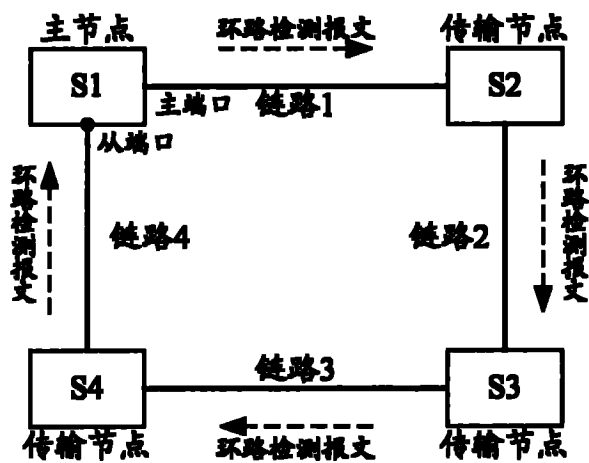 主节点
环路检测报文
传输节点
S1
S2
主端口
链路1
从端口
环路检测报文
链路4
链路2
环路检测报文
S4
链路3
S3
传输节点
环路检测报文
传输节点